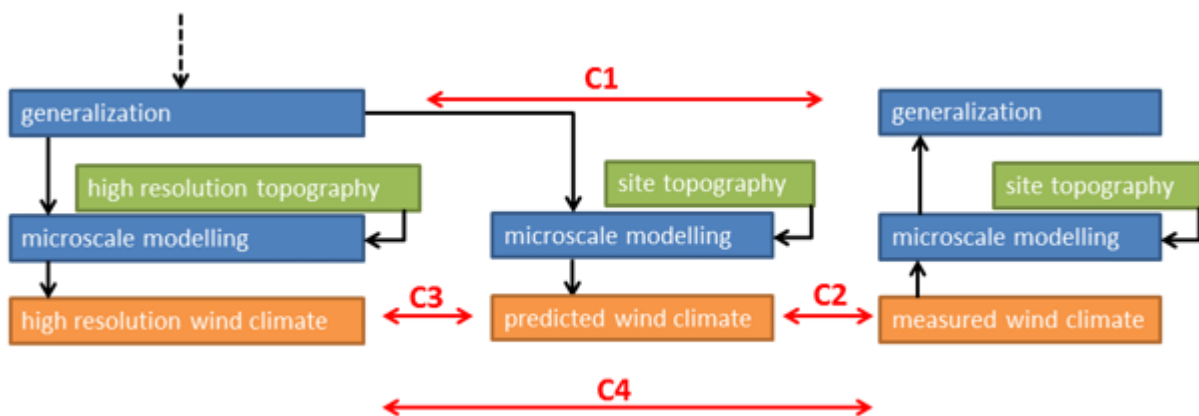 C1
generalization
generalization
high resolution topography
site topography
site topography
microscale modelling
microscale modelling
microscale modelling
C3
C2
high resolution wind climate
predicted wind climate
measured wind climate
C4